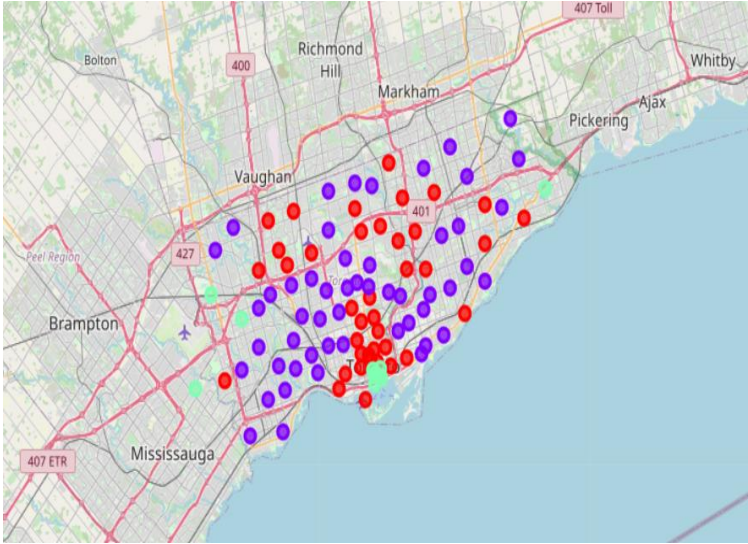 407 Toll
Richmond
Hill
Bolton
Whitby
400
Markham
Ajax
Pickering
Vaughan
401
427
Peel Region
Brampton
Mississauga
407 ETR